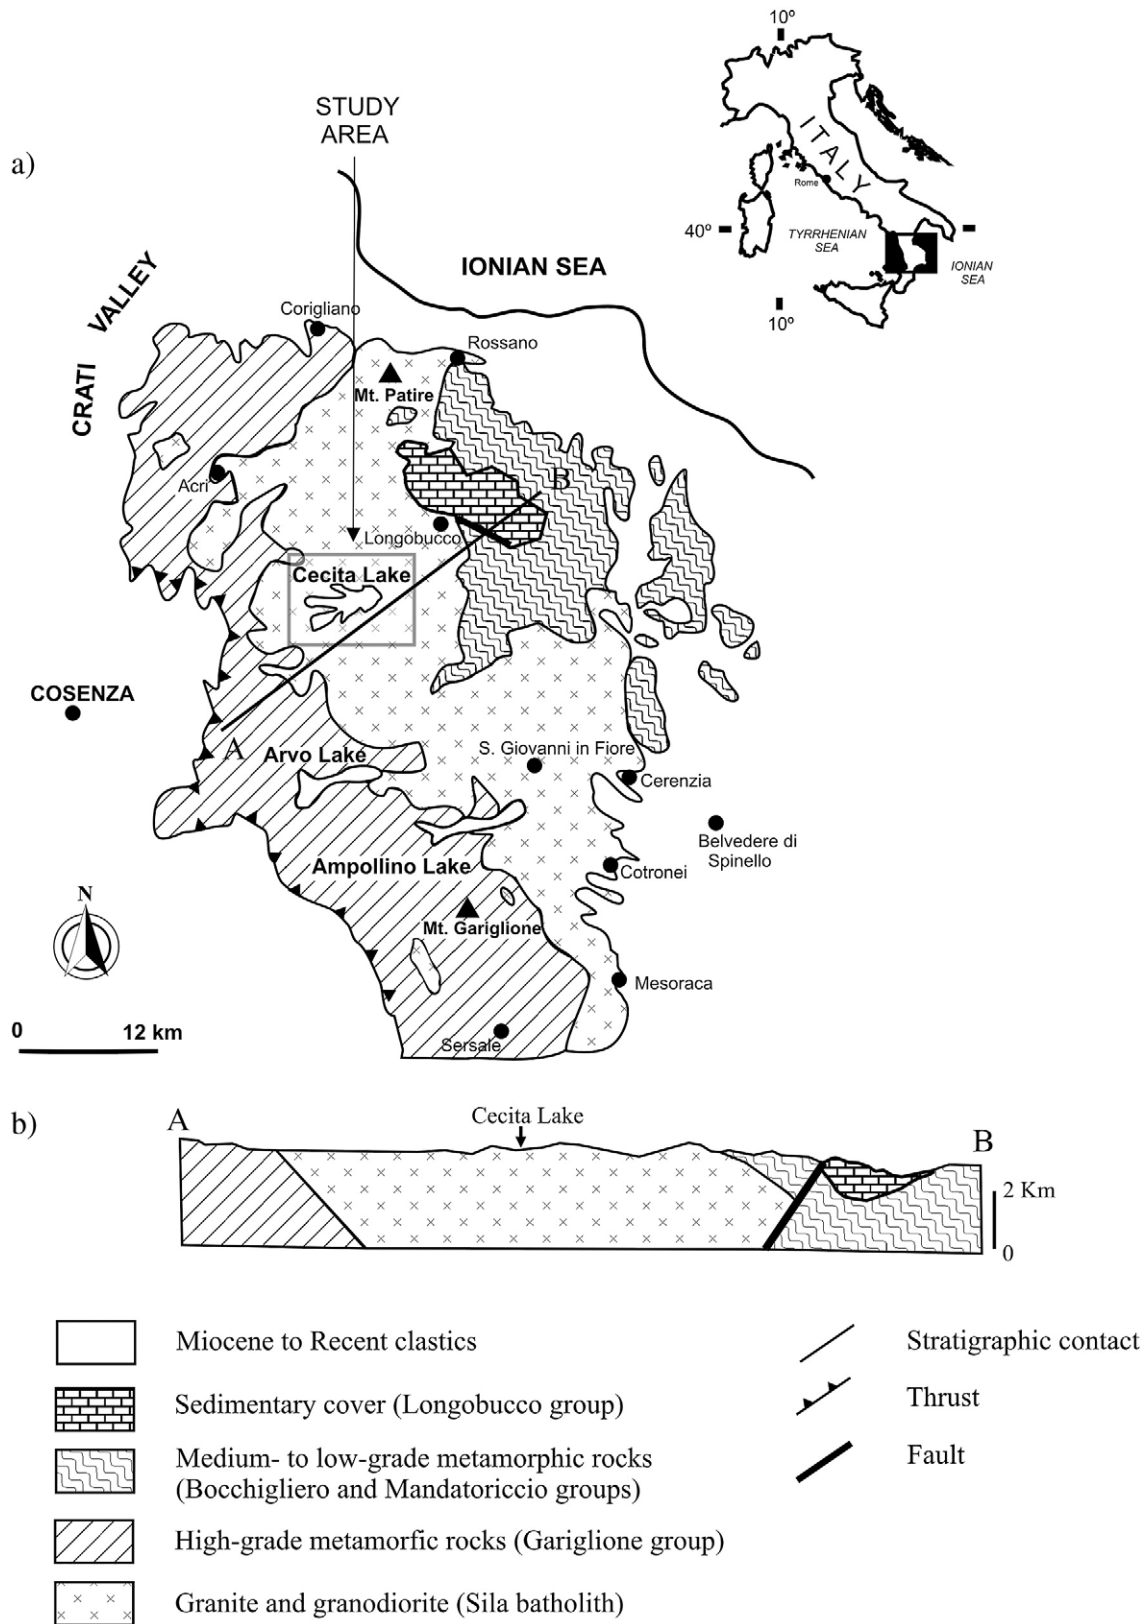 a)
STUDY
AREA
10º
ITALY
Rome
40º
TYRRHENIAN
SEA
IONIAN
SEA
10º
IONIAN SEA
CRATI VALLEY
Corigliano
Rossano
Mt. Patire
Acri
B
Longobucco
Cecita Lake
COSENZA
A
Arvo Lake
S. Giovanni in Fiore
Cerenzia
Belvedere di
Spinello
Ampollino Lake
Cotronei
N
Mt. Gariglione
Mesoraca
0 12 km
Sersale
b)
A
Cecita Lake
B
2 Km
0
Miocene to Recent clastics
Sedimentary cover (Longobucco group)
Medium- to low-grade metamorphic rocks
(Bocchigliero and Mandatoriccio groups)
High-grade metamorfic rocks (Gariglione group)
Granite and granodiorite (Sila batholith)
Stratigraphic contact
Thrust
Fault